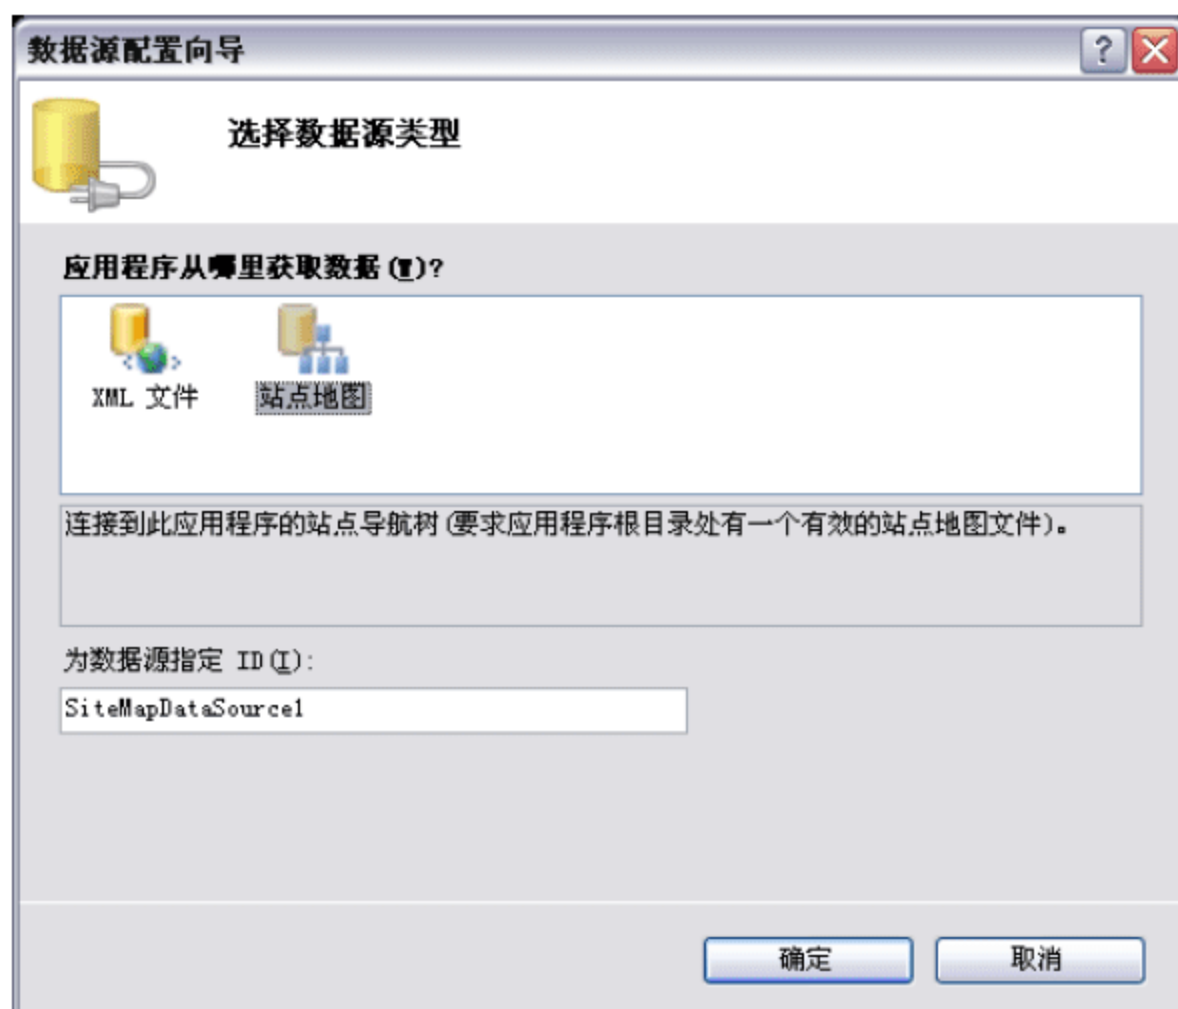 数据源配置向导
选择数据源类型
应用程序从哪里获取数据(T)?
XML 文件
站点地图
连接到此应用程序的站点导航树(要求应用程序根目录处有一个有效的站点地图文件)。
为数据源指定 ID(I):
SiteMapDataSource1
确定
取消